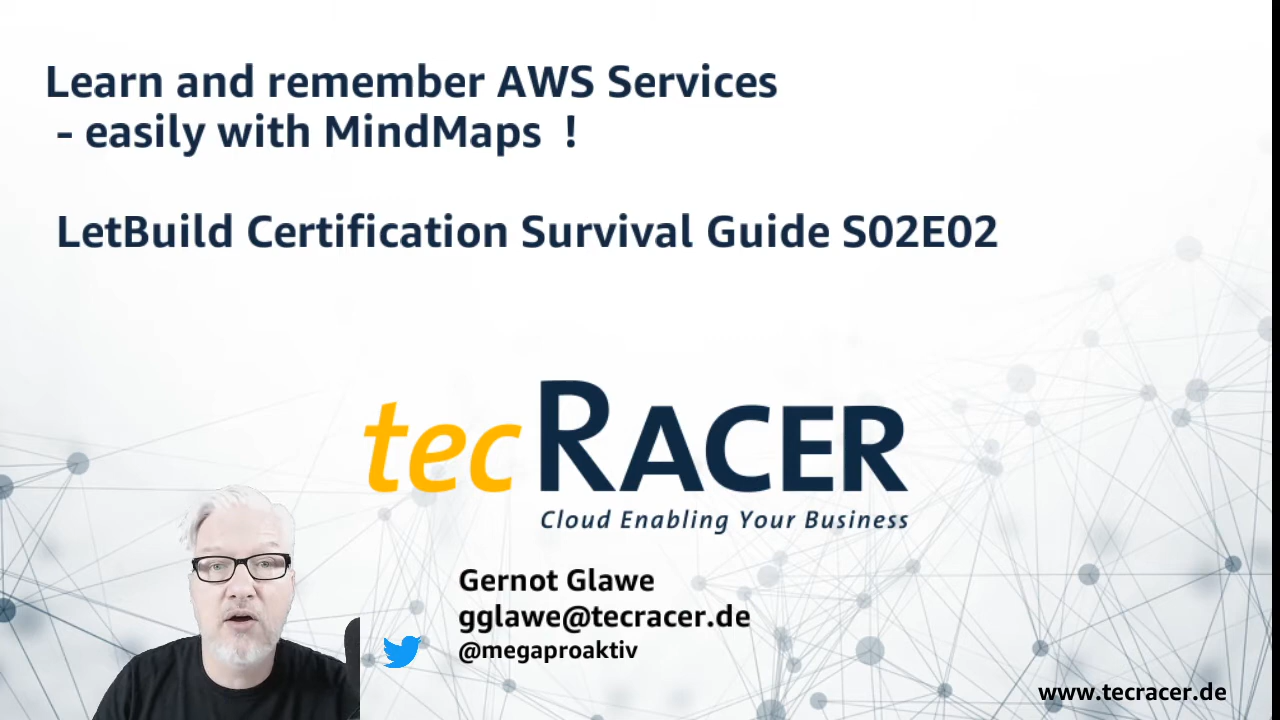 Learn and remember AWS Services
- easily with MindMaps !
LetBuild Certification Survival Guide S02E02
tecRACER
Cloud Enabling Your Business
Gernot Glawe
gglawe@tecracer.de
@megaproaktiv
www.tecracer.de